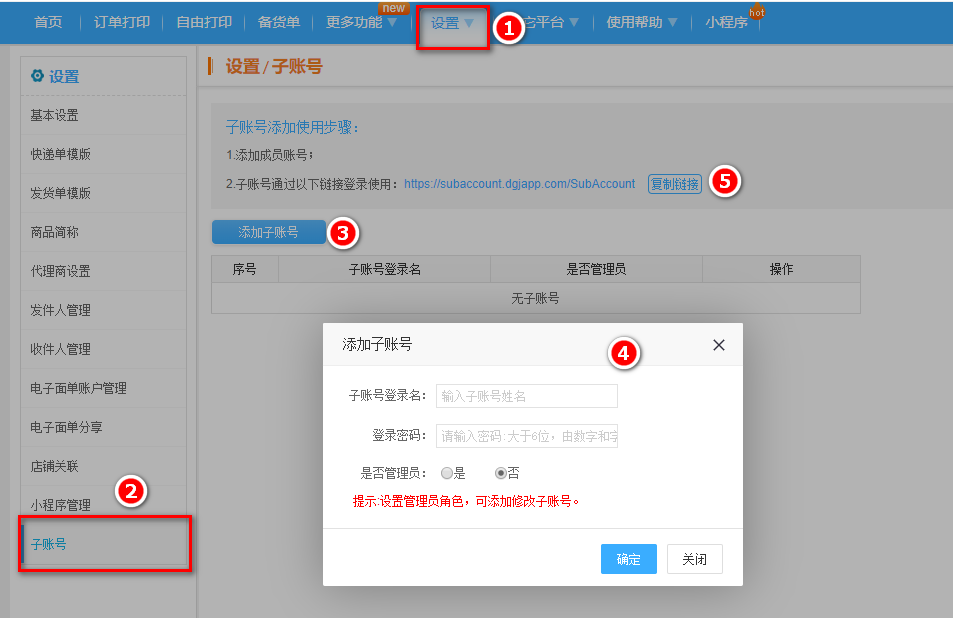 首页 订单打印 自由打印 备货单 更多功能 new 设置 1 平台 使用帮助 小程序 hot
设置
基本设置
快递单模版
发货单模版
商品简称
代理商设置
发件人管理
收件人管理
电子面单账户管理
电子面单分享
店铺关联
2
小程序管理
子账号
设置/子账号
子账号添加使用步骤：
1.添加成员账号；
2.子账号通过以下链接登录使用：https://subaccount.dgjapp.com/SubAccount 复制链接 5
添加子账号 3
序号 子账号登录名 是否管理员 操作
无子账号
添加子账号 4
子账号登录名： 输入子账号姓名
登录密码： 请输入密码:大于6位，由数字和字
是否管理员： 是 否
提示:设置管理员角色，可添加修改子账号。
确定 关闭